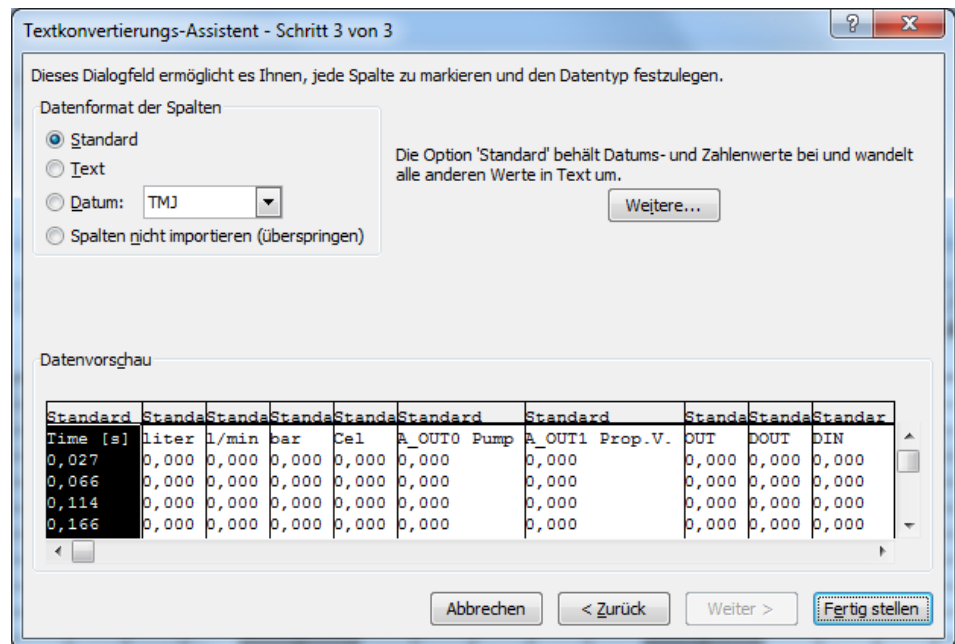 Textkonvertierungs-Assistent - Schritt 3 von 3
Dieses Dialogfeld ermöglicht es Ihnen, jede Spalte zu markieren und den Datentyp festzulegen.
Datenformat der Spalten
Standard
Text
Datum: TMJ
Spalten nicht importieren (überspringen)
Die Option 'Standard' behält Datums- und Zahlenwerte bei und wandelt
alle anderen Werte in Text um.
Weitere...
Datenvorschau
Standard Standa Standa Standa Standa Standard Standard Standa Standa Standar
Time [s] liter l/min bar Cel A_OUT0 Pump A_OUT1 Prop.V. OUT DOUT DIN
0,027 0,000 0,000 0,000 0,000 0,000 0,000 0,000 0,000 0,000
0,066 0,000 0,000 0,000 0,000 0,000 0,000 0,000 0,000 0,000
0,114 0,000 0,000 0,000 0,000 0,000 0,000 0,000 0,000 0,000
0,166 0,000 0,000 0,000 0,000 0,000 0,000 0,000 0,000 0,000
Abbrechen < Zurück Weiter > Fertig stellen